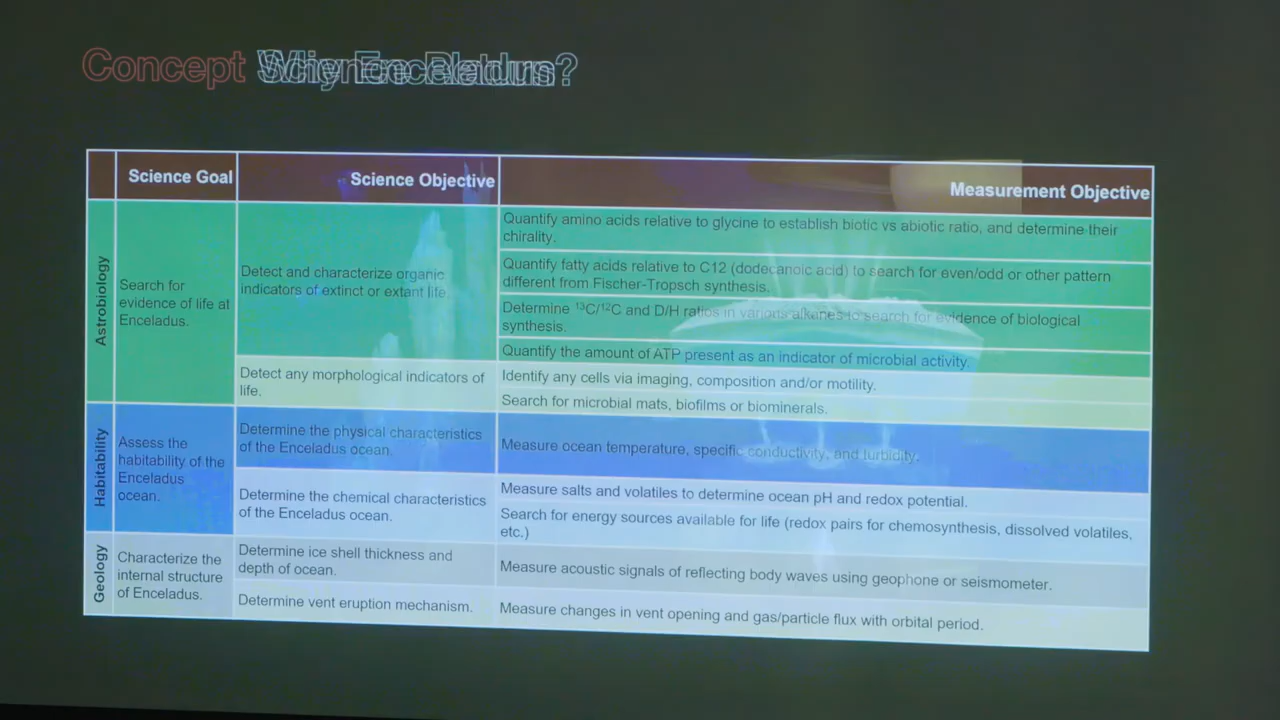 Concept Why Enceladus?
Science Goal
Science Objective
Measurement Objective
Astrobiology
Search for
evidence of life at
Enceladus.
Detect and characterize organic
indicators of extinct or extant life.
Quantify amino acids relative to glycine to establish biotic vs abiotic ratio, and determine their
chirality.
Quantify fatty acids relative to C12 (dodecanoic acid) to search for even/odd or other pattern
different from Fischer-Tropsch synthesis.
Determine ¹³C/¹²C and D/H ratios in various alkanes to search for evidence of biological
synthesis.
Quantify the amount of ATP present as an indicator of microbial activity.
Detect any morphological indicators of
life.
Identify any cells via imaging, composition and/or motility.
Search for microbial mats, biofilms or biominerals.
Habitability
Assess the
habitability of the
Enceladus
ocean.
Determine the physical characteristics
of the Enceladus ocean.
Measure ocean temperature, specific conductivity, and turbidity.
Determine the chemical characteristics
of the Enceladus ocean.
Measure salts and volatiles to determine ocean pH and redox potential.
Search for energy sources available for life (redox pairs for chemosynthesis, dissolved volatiles,
etc.)
Geology
Characterize the
internal structure
of Enceladus.
Determine ice shell thickness and
depth of ocean.
Measure acoustic signals of reflecting body waves using geophone or seismometer.
Determine vent eruption mechanism.
Measure changes in vent opening and gas/particle flux with orbital period.